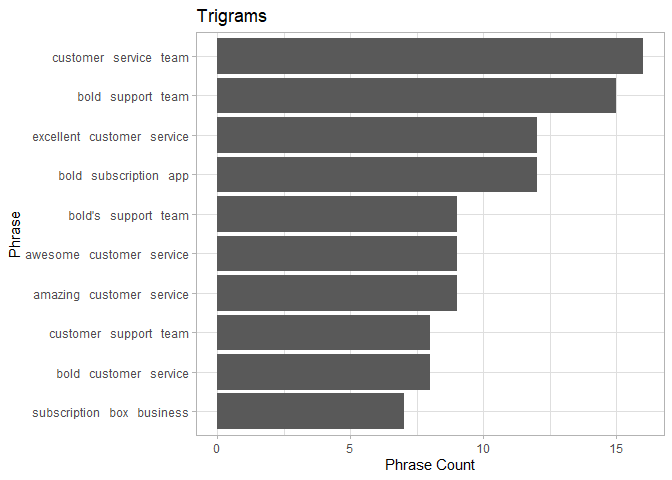 Trigrams
customer service team
bold support team
excellent customer service
bold subscription app
bold's support team
awesome customer service
amazing customer service
customer support team
bold customer service
subscription box business
Phrase
0 5 10 15
Phrase Count